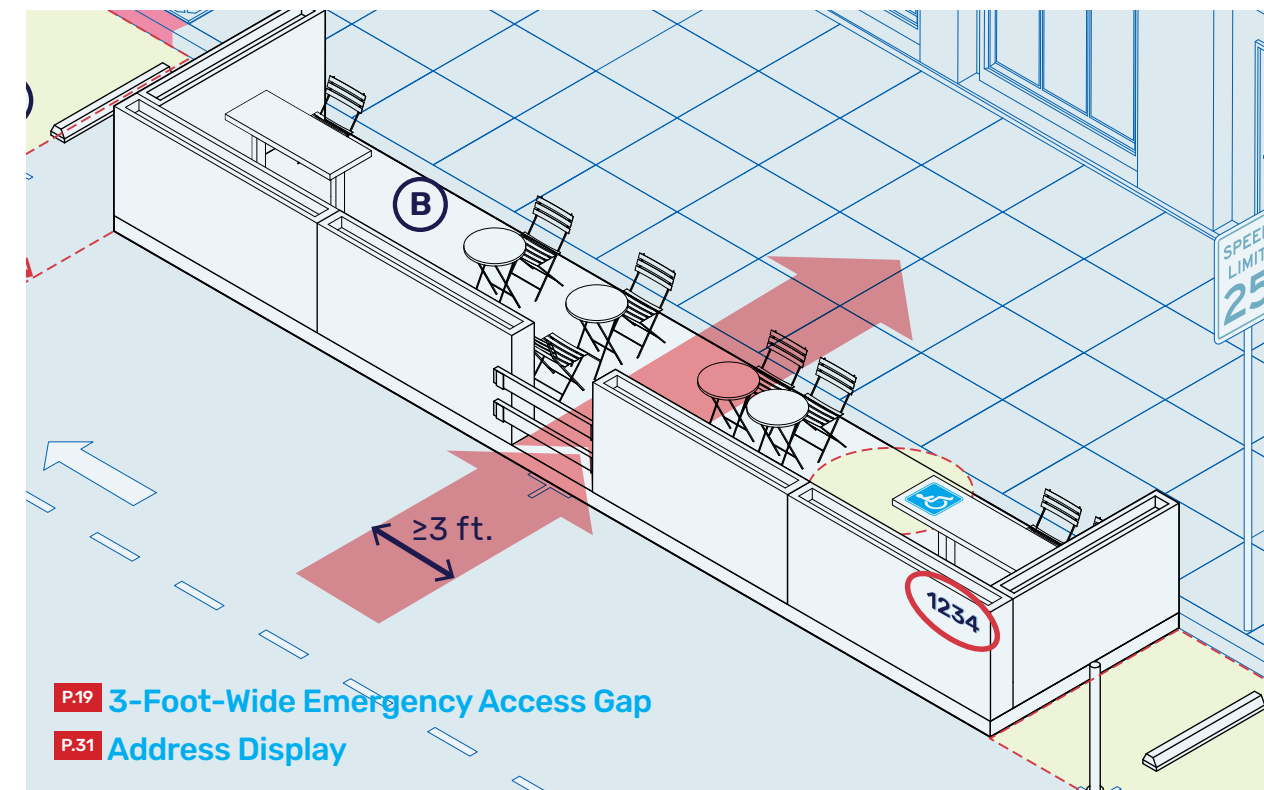 B
SPEED
LIMIT
25
≥3 ft.
1234
P.19 3-Foot-Wide Emergency Access Gap
P.31 Address Display